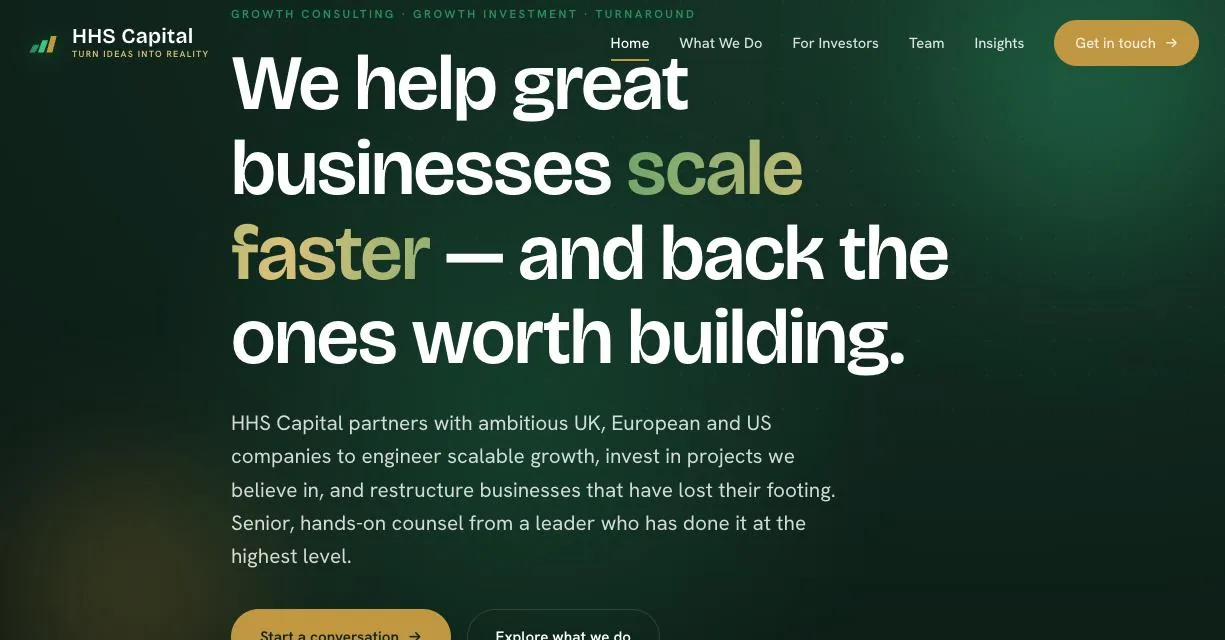 GROWTH CONSULTING · GROWTH INVESTMENT · TURNAROUND
HHS Capital
TURN IDEAS INTO REALITY
Home
What We Do
For Investors
Team
Insights
Get in touch →
We help great
businesses scale
faster — and back the
ones worth building.
HHS Capital partners with ambitious UK, European and US
companies to engineer scalable growth, invest in projects we
believe in, and restructure businesses that have lost their footing.
Senior, hands-on counsel from a leader who has done it at the
highest level.
Start a conversation →
Explore what we do